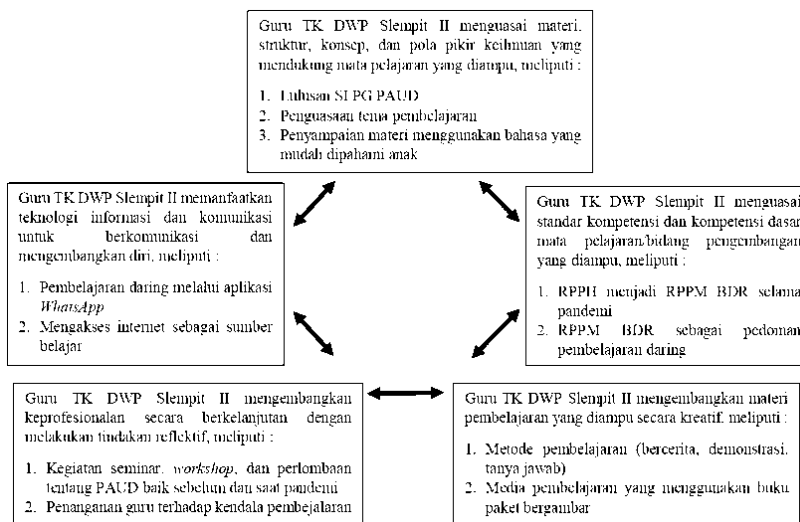 Guru TK DWP Slempit II menguasai materi,
struktur, konsep, dan pola pikir keilmuan yang
mendukung mata pelajaran yang diampu, meliputi :
1. Lulusan S1 PG PAUD
2. Penguasaan tema pembelajaran
3. Penyampaian materi menggunakan bahasa yang
mudah dipahami anak
Guru TK DWP Slempit II memanfaatkan
teknologi informasi dan komunikasi
untuk berkomunikasi dan
mengembangkan diri, meliputi :
1. Pembelajaran daring melalui aplikasi
WhatsApp
2. Mengakses internet sebagai sumber
belajar
Guru TK DWP Slempit II menguasai
standar kompetensi dan kompetensi dasar
mata pelajaran/bidang pengembangan
yang diampu, meliputi :
1. RPPH menjadi RPPM BDR selama
pandemi
2. RPPM BDR sebagai pedoman
pembelajaran daring
Guru TK DWP Slempit II mengembangkan
keprofesionalan secara berkelanjutan dengan
melakukan tindakan reflektif, meliputi :
1. Kegiatan seminar, workshop, dan perlombaan
tentang PAUD baik sebelum dan saat pandemi
2. Penanganan guru terhadap kendala pembejalaran
Guru TK DWP Slempit II mengembangkan materi
pembelajaran yang diampu secara kreatif, meliputi :
1. Metode pembelajaran (bercerita, demonstrasi,
tanya jawab)
2. Media pembelajaran yang menggunakan buku
paket bergambar